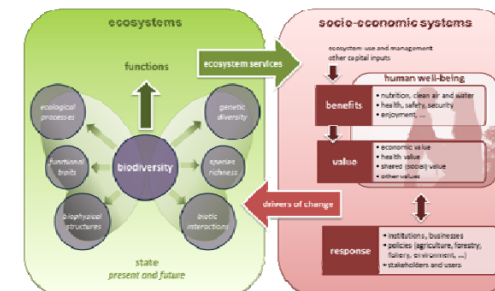 ecosystems
functions
ecological
processes
genetic
diversity
functional
traits
biodiversity
species
richness
biophysical
structures
biotic
interactions
state
present and future
ecosystem services
drivers of change
socio-economic systems
ecosystem use and management
other capital inputs
human well-being
benefits
• nutrition, clean air and water
• health, safety, security
• enjoyment, ...
value
• economic value
• health value
• shared (social) value
• other values
response
• institutions, businesses
• policies (agriculture, forestry,
fishery, environment, ...)
• stakeholders and users